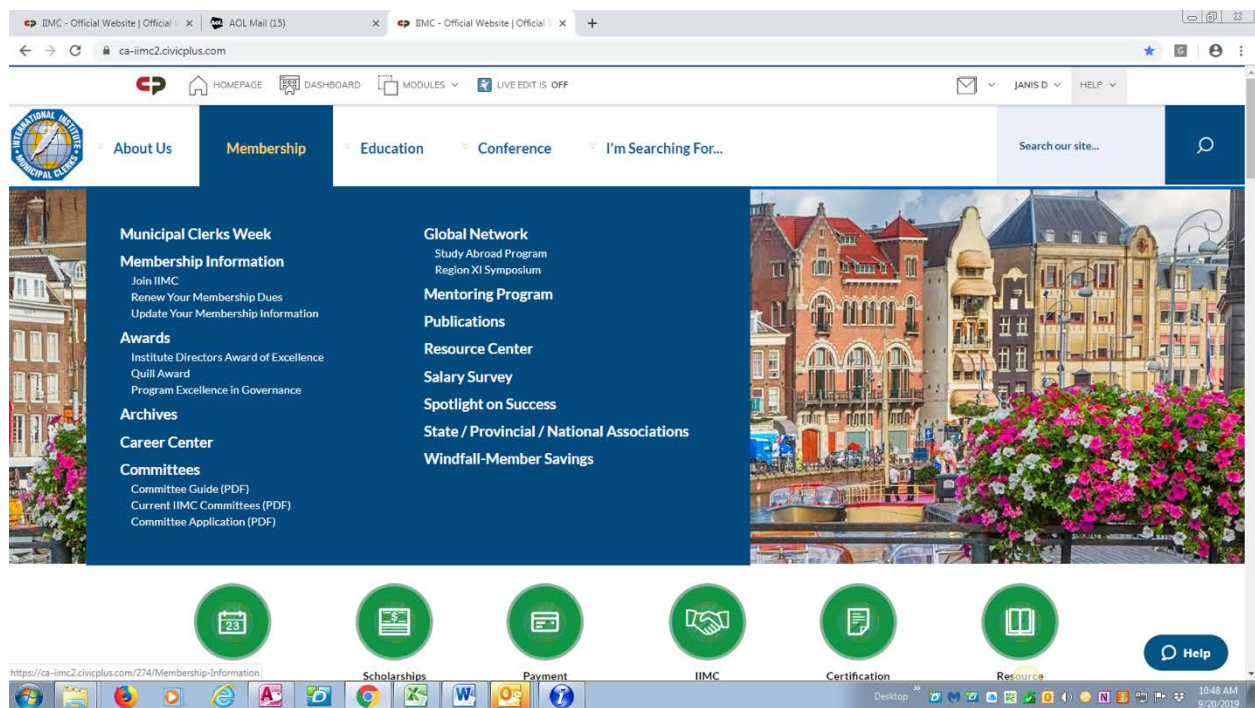 IIMC - Official Website | Official
AOL Mail (15)
IIMC - Official Website | Official
ca-iimc2.civicplus.com
HOMEPAGE
DASHBOARD
MODULES
LIVE EDIT IS OFF
JANIS D
HELP
INTERNATIONAL INSTITUTE
MUNICIPAL CLERKS
About Us
Membership
Education
Conference
I'm Searching For...
Search our site...
Municipal Clerks Week
Membership Information
Join IIMC
Renew Your Membership Dues
Update Your Membership Information
Awards
Institute Directors Award of Excellence
Quill Award
Program Excellence in Governance
Archives
Career Center
Committees
Committee Guide (PDF)
Current IIMC Committees (PDF)
Committee Application (PDF)
Global Network
Study Abroad Program
Region XI Symposium
Mentoring Program
Publications
Resource Center
Salary Survey
Spotlight on Success
State / Provincial / National Associations
Windfall-Member Savings
23
Scholarships
Payment
IIMC
Certification
Resource
Help
https://ca-iimc2.civicplus.com/274/Membership-Information
Desktop
10:48 AM
9/20/2019